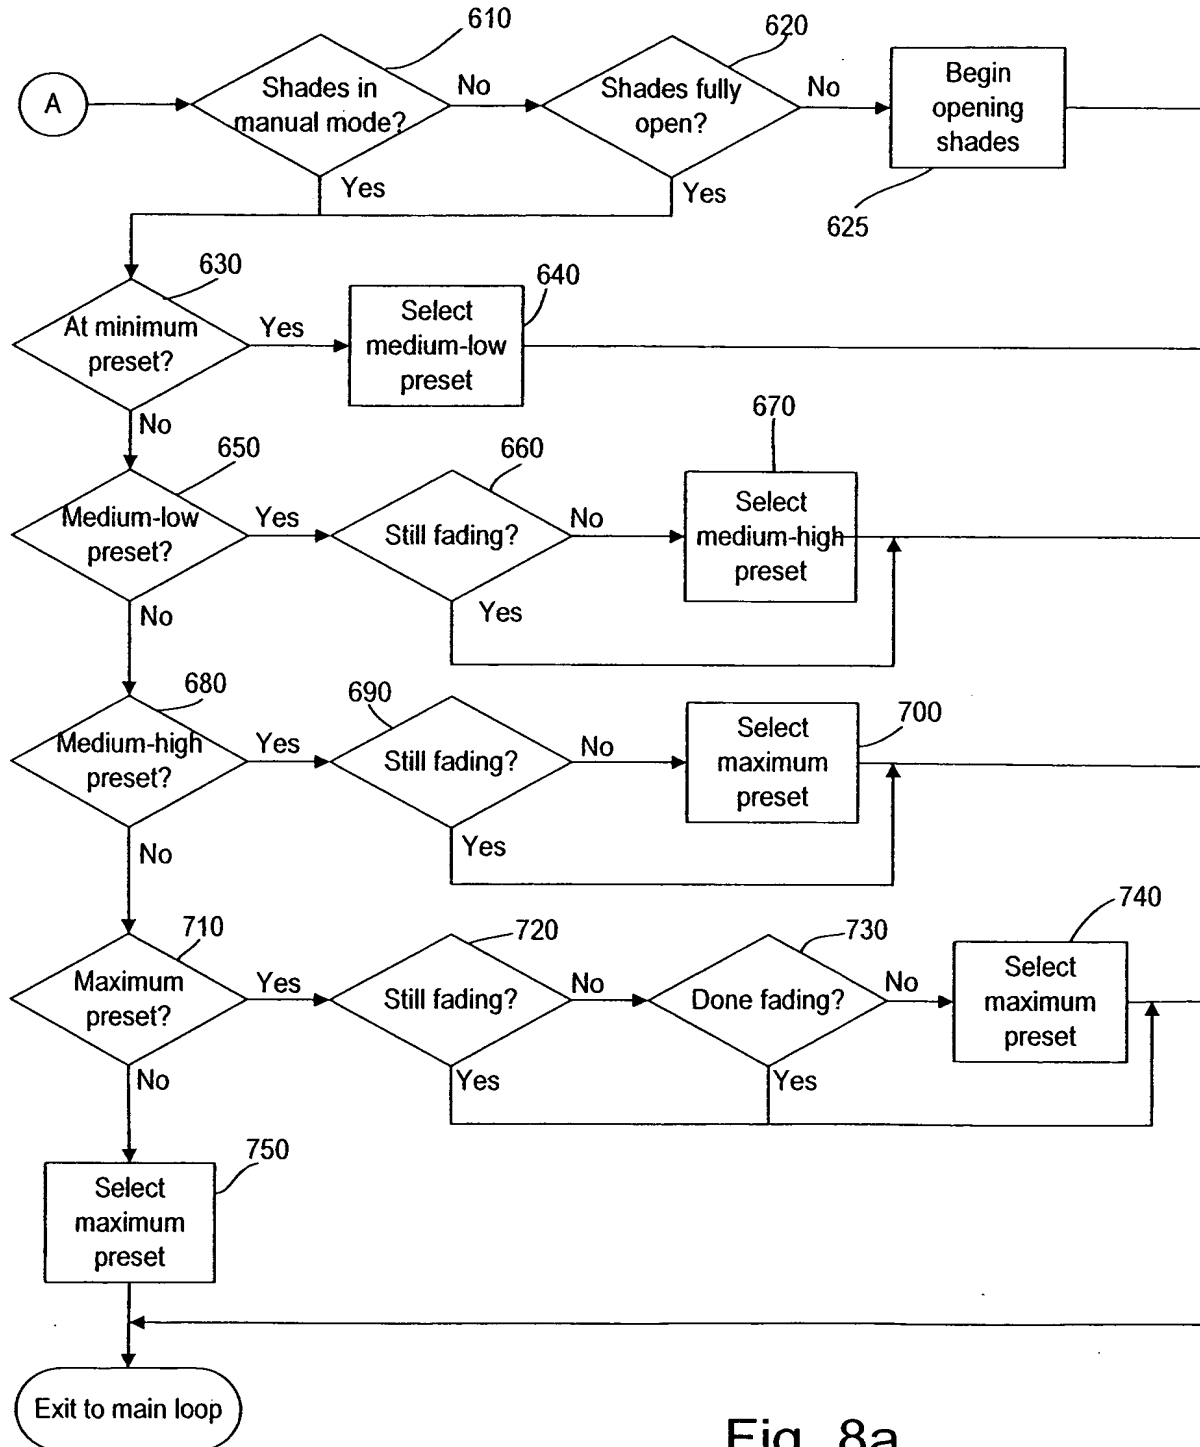 610
620
A
Shades in
manual mode?
No
Shades fully
open?
No
Begin
opening
shades
Yes
Yes
625
630
640
At minimum
preset?
Yes
Select
medium-low
preset
No
670
650
660
Medium-low
preset?
Yes
Still fading?
No
Select
medium-high
preset
No
Yes
680
690
700
Medium-high
preset?
Yes
Still fading?
No
Select
maximum
preset
No
Yes
710
720
730
740
Maximum
preset?
Yes
Still fading?
No
Done fading?
No
Select
maximum
preset
No
Yes
Yes
750
Select
maximum
preset
Exit to main loop
Fig. 8a